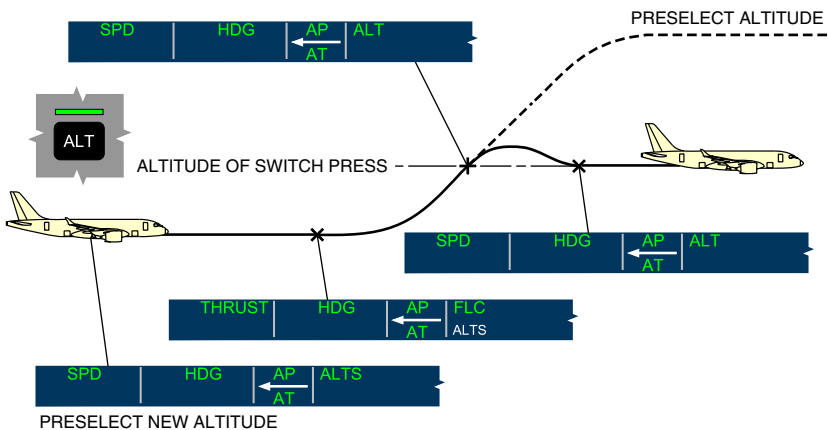 PRESELECT ALTITUDE
SPD HDG AP ALT
AT
ALT
ALTITUDE OF SWITCH PRESS
SPD HDG AP ALT
AT
THRUST HDG AP FLC
AT ALTS
SPD HDG AP ALTS
AT
PRESELECT NEW ALTITUDE